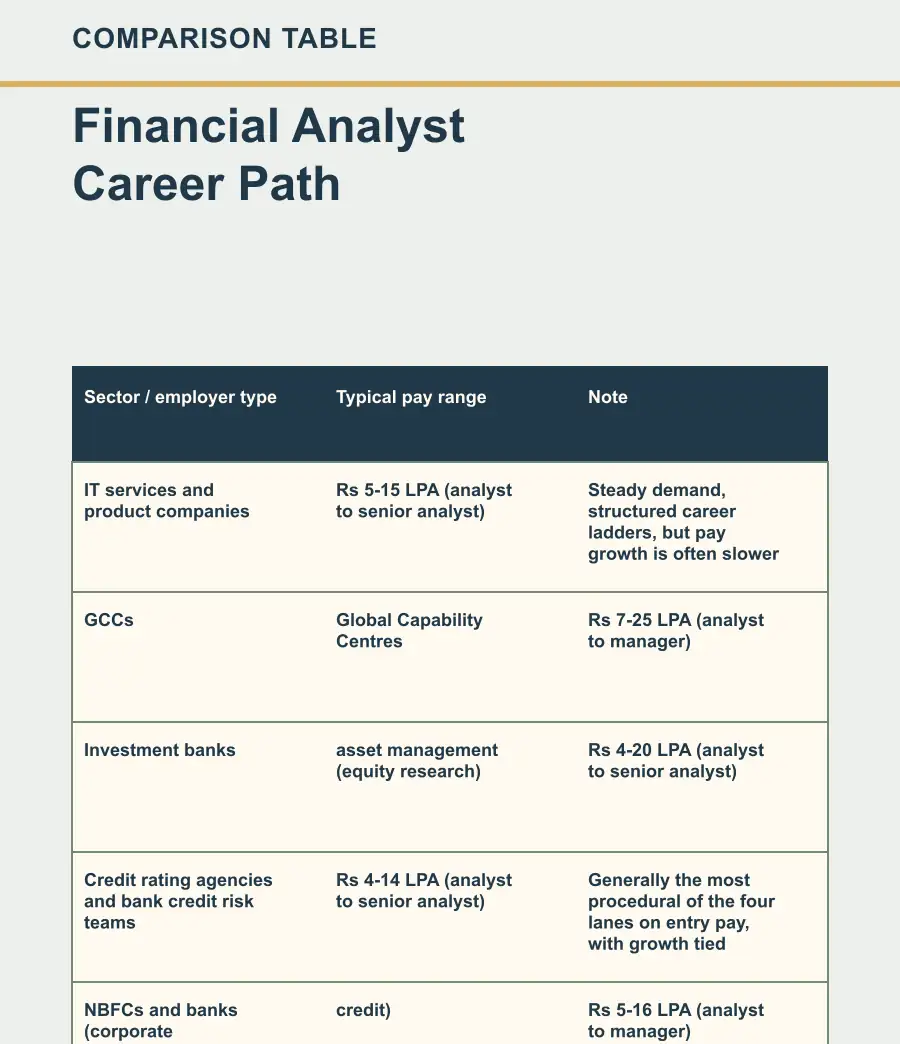 COMPARISON TABLE
Financial Analyst
Career Path
Sector / employer type
Typical pay range
Note
IT services and
product companies
Rs 5-15 LPA (analyst
to senior analyst)
Steady demand,
structured career
ladders, but pay
growth is often slower
GCCs
Global Capability
Centres
Rs 7-25 LPA (analyst
to manager)
Investment banks
asset management
(equity research)
Rs 4-20 LPA (analyst
to senior analyst)
Credit rating agencies
and bank credit risk
teams
Rs 4-14 LPA (analyst
to senior analyst)
Generally the most
procedural of the four
lanes on entry pay,
with growth tied
NBFCs and banks
(corporate
credit)
Rs 5-16 LPA (analyst
to manager)